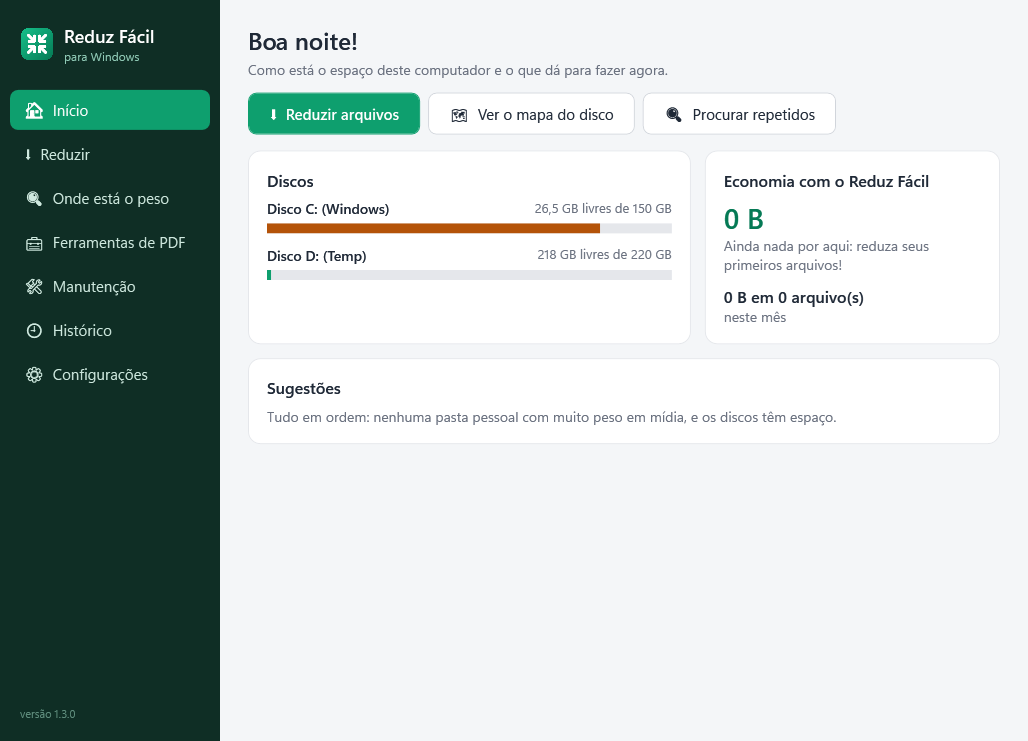 Reduz Fácil
para Windows
Início
Reduzir
Onde está o peso
Ferramentas de PDF
Manutenção
Histórico
Configurações
versão 1.3.0
Boa noite!
Como está o espaço deste computador e o que dá para fazer agora.
Reduzir arquivos
Ver o mapa do disco
Procurar repetidos
Discos
Disco C: (Windows) 26,5 GB livres de 150 GB
Disco D: (Temp) 218 GB livres de 220 GB
Economia com o Reduz Fácil
0 B
Ainda nada por aqui: reduza seus
primeiros arquivos!
0 B em 0 arquivo(s)
neste mês
Sugestões
Tudo em ordem: nenhuma pasta pessoal com muito peso em mídia, e os discos têm espaço.